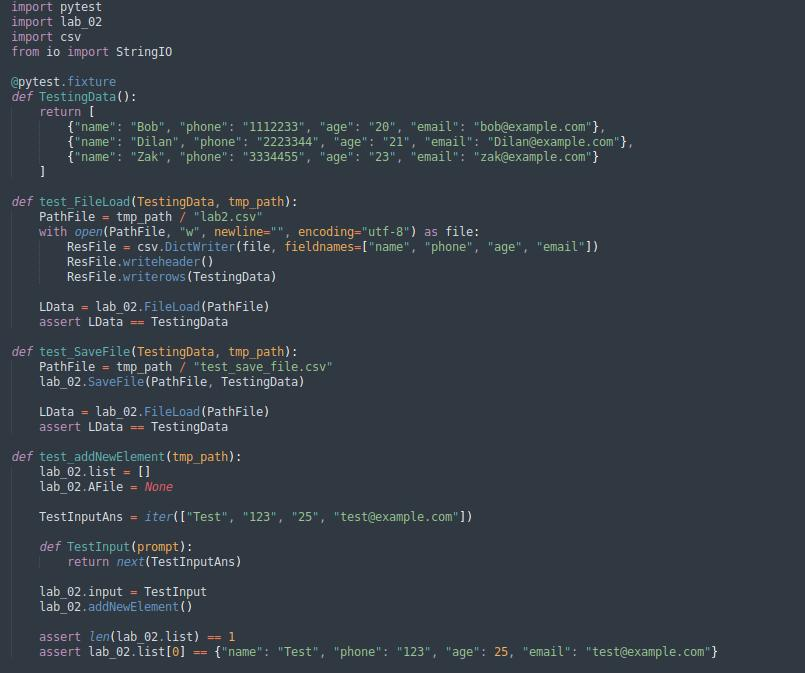 import pytest
import lab_02
import csv
from io import StringIO
@pytest.fixture
def TestingData():
    return [
        {"name": "Bob", "phone": "1112233", "age": "20", "email": "bob@example.com"},
        {"name": "Dilan", "phone": "2223344", "age": "21", "email": "Dilan@example.com"},
        {"name": "Zak", "phone": "3334455", "age": "23", "email": "zak@example.com"}
    ]
def test_FileLoad(TestingData, tmp_path):
    PathFile = tmp_path / "lab2.csv"
    with open(PathFile, "w", newline="", encoding="utf-8") as file:
        ResFile = csv.DictWriter(file, fieldnames=["name", "phone", "age", "email"])
        ResFile.writeheader()
        ResFile.writerows(TestingData)
    LData = lab_02.FileLoad(PathFile)
    assert LData == TestingData
def test_SaveFile(TestingData, tmp_path):
    PathFile = tmp_path / "test_save_file.csv"
    lab_02.SaveFile(PathFile, TestingData)
    LData = lab_02.FileLoad(PathFile)
    assert LData == TestingData
def test_addNewElement(tmp_path):
    lab_02.list = []
    lab_02.AFile = None
    TestInputAns = iter(["Test", "123", "25", "test@example.com"])
    def TestInput(prompt):
        return next(TestInputAns)
    lab_02.input = TestInput
    lab_02.addNewElement()
    assert len(lab_02.list) == 1
    assert lab_02.list[0] == {"name": "Test", "phone": "123", "age": 25, "email": "test@example.com"}